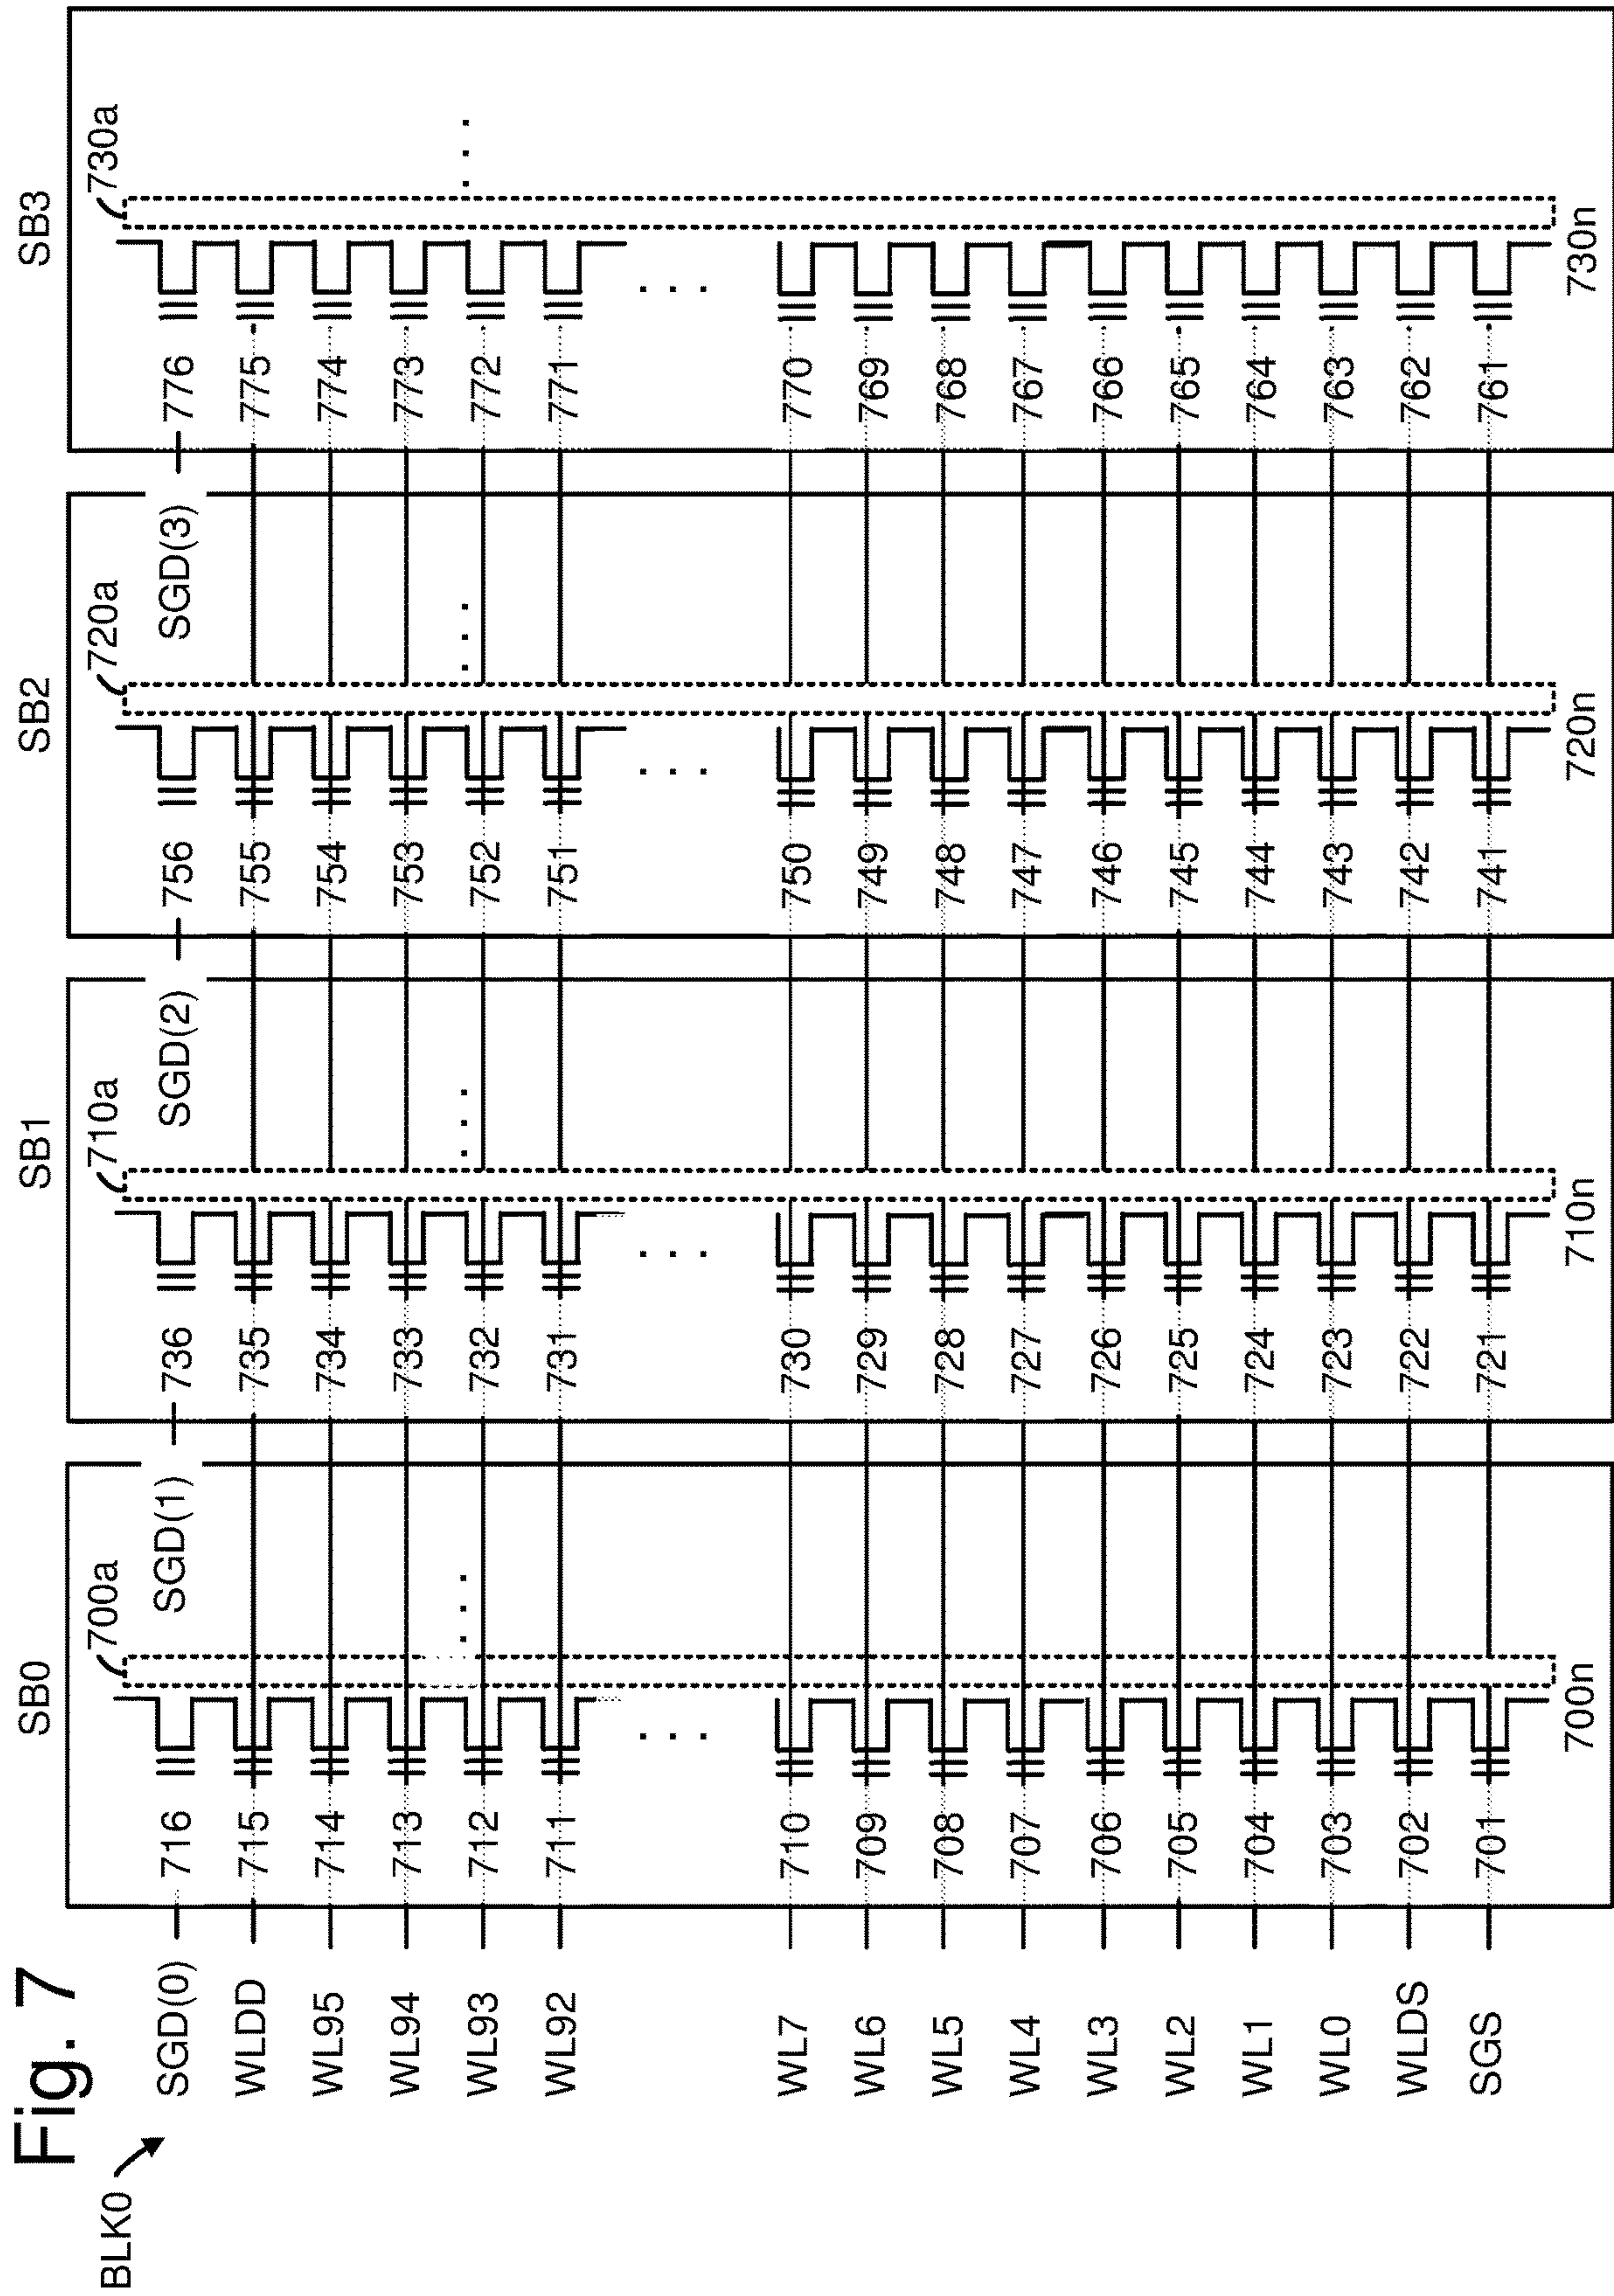 Fig. 7
BLK0
SB0 SB1 SB2 SB3
700a 710a 720a 730a
SGD(0) 716 SGD(1) 736 SGD(2) 756 SGD(3) 776
WLDD 715 735 755 775
WL95 714 734 754 774
WL94 713 733 753 773
WL93 712 732 752 772
WL92 711 731 751 771
WL7 710 730 750 770
WL6 709 729 749 769
WL5 708 728 748 768
WL4 707 727 747 767
WL3 706 726 746 766
WL2 705 725 745 765
WL1 704 724 744 764
WL0 703 723 743 763
WLDS 702 722 742 762
SGS 701 721 741 761
700n 710n 720n 730n